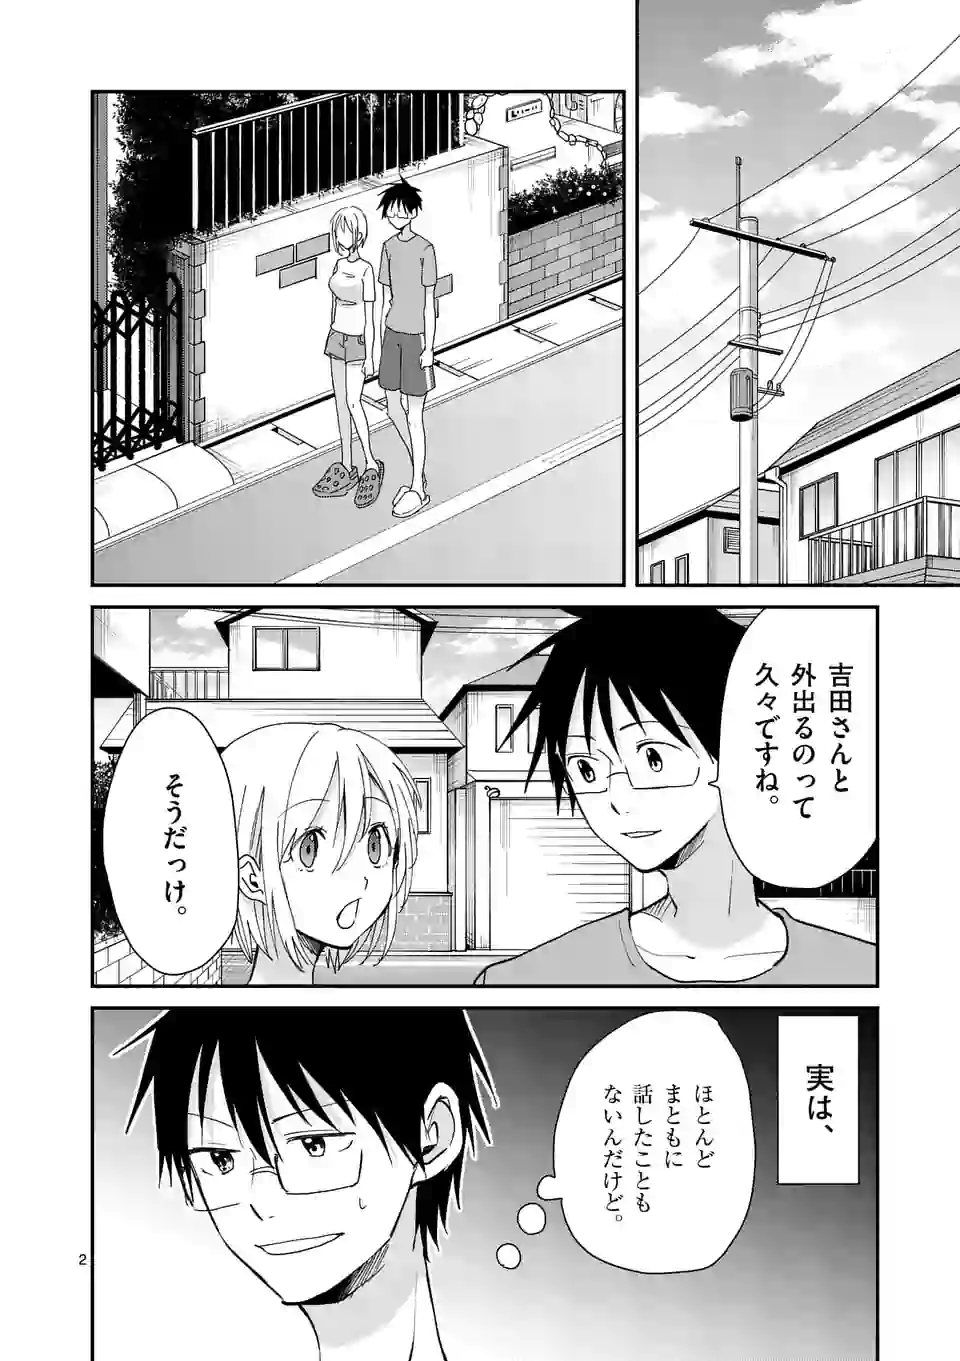 吉田さんと
外出るのって
久々ですね。
そうだっけ。
実は、
ほとんど
まともに
話したことも
ないんだけど。
2